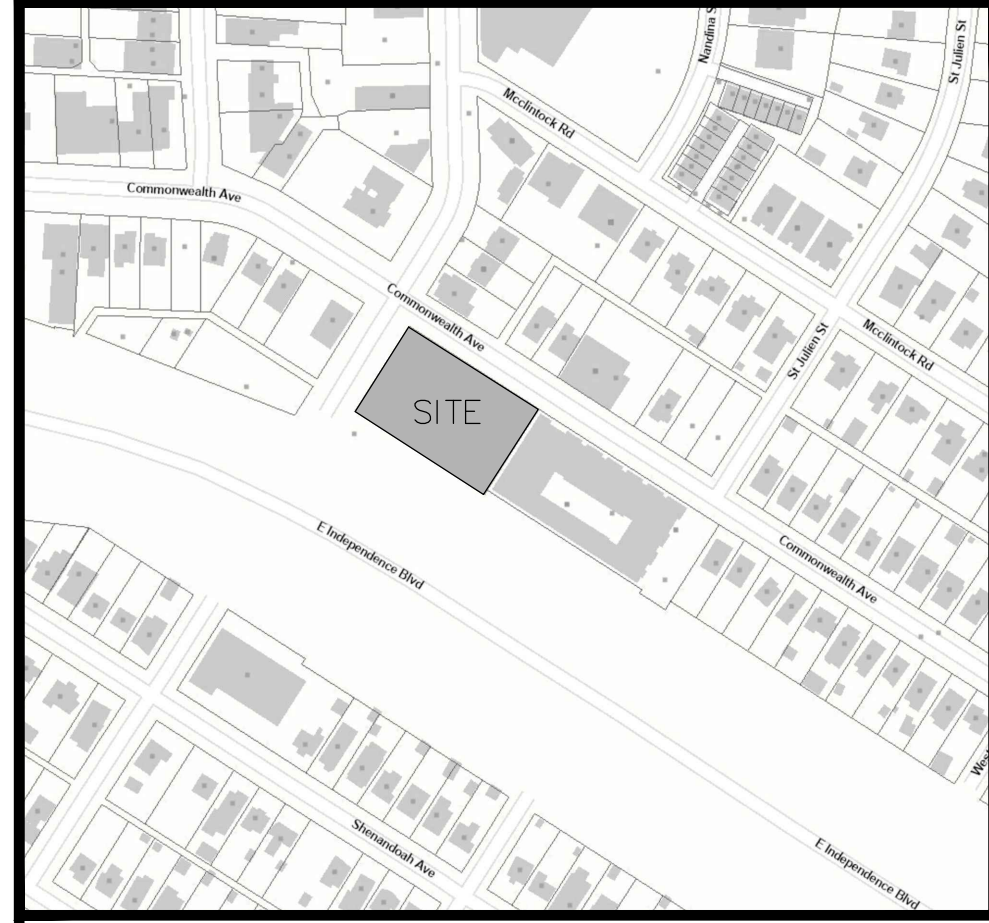 Nandina S
St Julien St
Mcclintock Rd
Commonwealth Ave
Commonwealth Ave
St Julien St
Mcclintock Rd
SITE
E Independence Blvd
Commonwealth Ave
Wes
Shenandoah Ave
E Independence Blvd